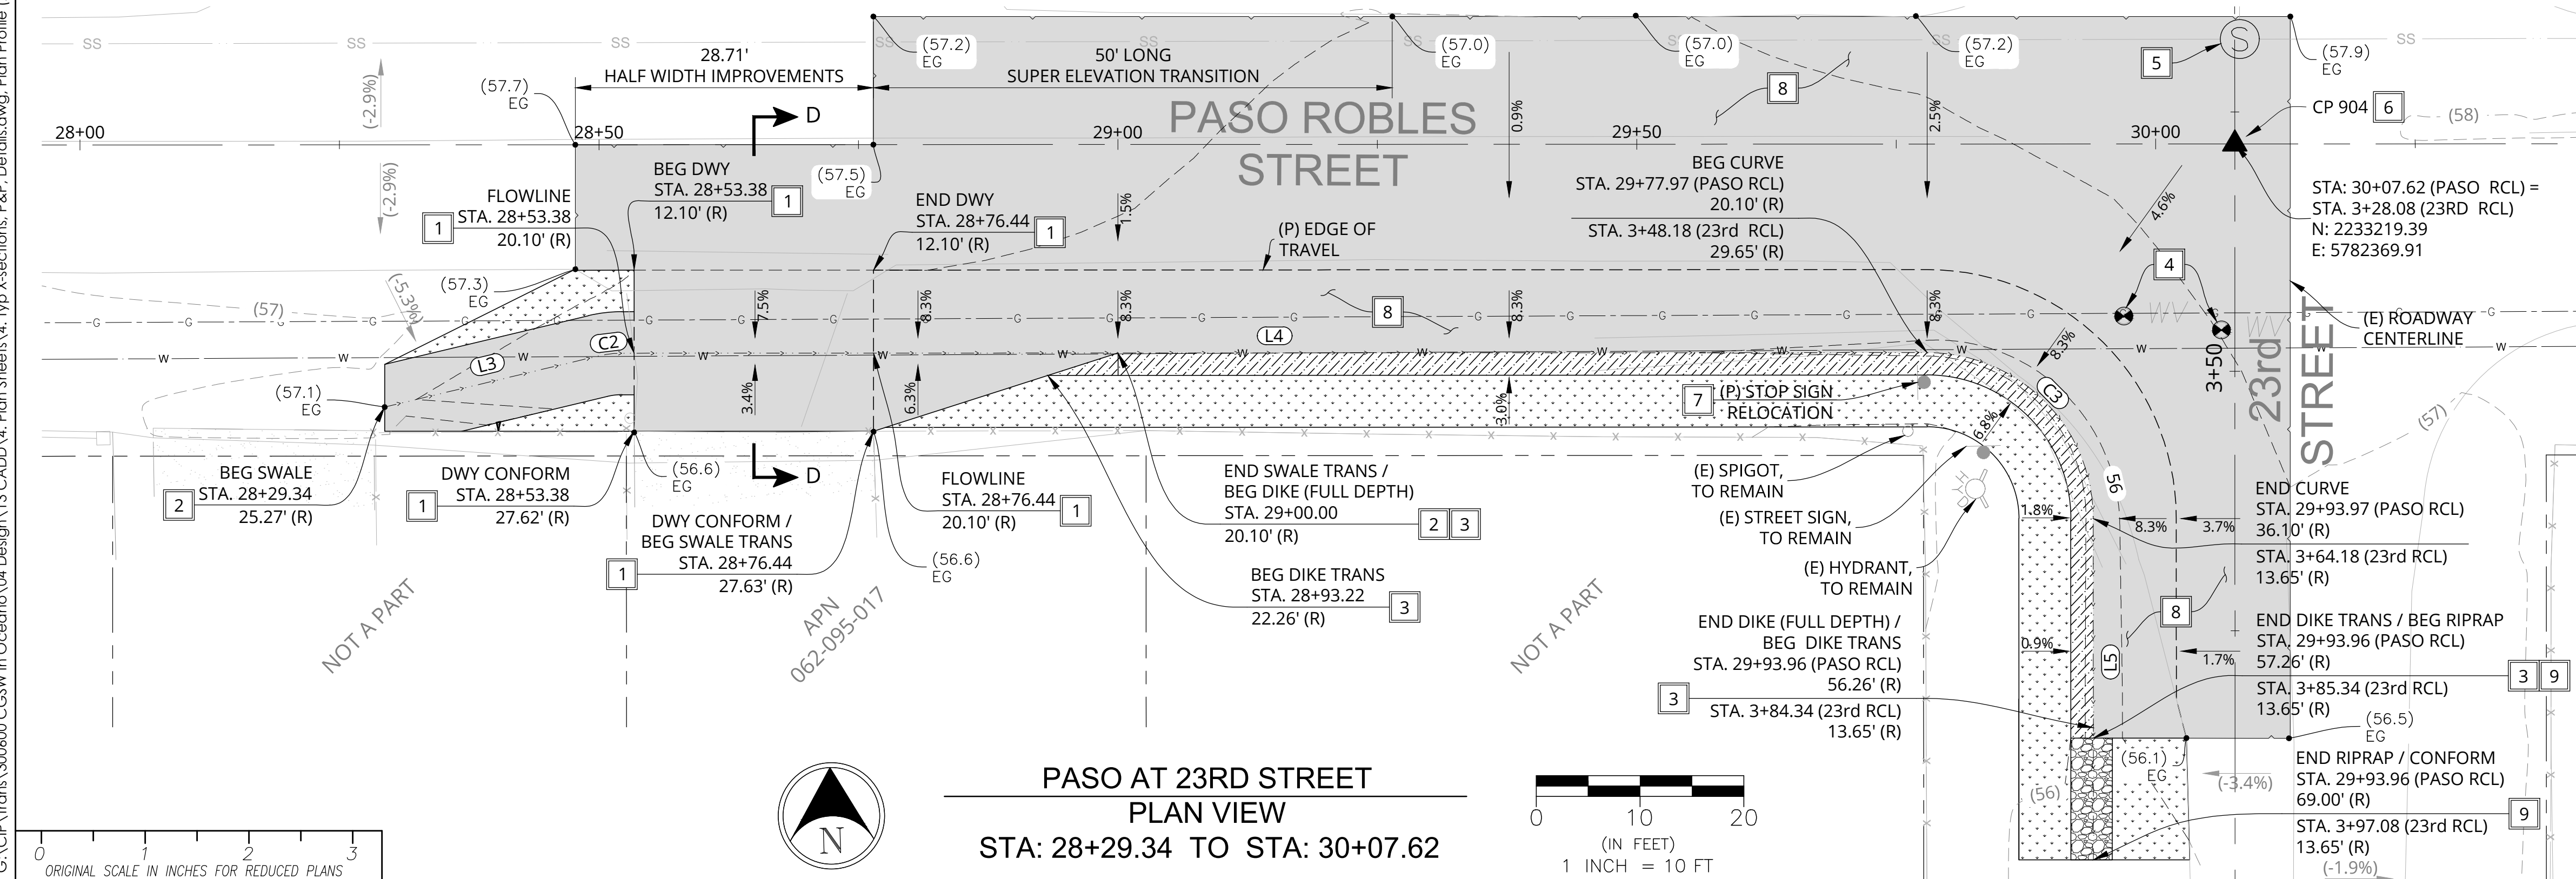 SS SS SS SS SS SS SS SS SS
(57.2)
EG
28.71'
HALF WIDTH IMPROVEMENTS
50' LONG
SUPER ELEVATION TRANSITION
(57.0)
EG
(57.0)
EG
(57.2)
EG
S
5
(57.9)
EG
(57.7)
EG
(-2.9%)
(-2.9%)
D
8
0.9%
2.5%
CP 904 6
(58)
28+00
28+50
29+00
29+50
30+00
PASO ROBLES
STREET
BEG DWY
STA. 28+53.38
12.10' (R)
1
(57.5)
EG
FLOWLINE
STA. 28+53.38
20.10' (R)
1
END DWY
STA. 28+76.44
12.10' (R)
1
1.5%
(P) EDGE OF
TRAVEL
BEG CURVE
STA. 29+77.97 (PASO RCL)
20.10' (R)
STA. 3+48.18 (23rd RCL)
29.65' (R)
4.6%
4
STA: 30+07.62 (PASO RCL) =
STA. 3+28.08 (23RD RCL)
N: 2233219.39
E: 5782369.91
(57.3)
EG
(-5.3%)
(57)
7.5%
8.3%
8.3%
8.3%
8.3%
8.3%
8
G G G G G G G G G G G G G G
W W W W W W W W W W W W W W
L3
C2
L4
C3
(E) ROADWAY
CENTERLINE
3+50
23rd
STREET
(57.1)
EG
3.4%
6.3%
3.0%
6.8%
7
(P) STOP SIGN
RELOCATION
(57)
BEG SWALE
STA. 28+29.34
25.27' (R)
2
DWY CONFORM
STA. 28+53.38
27.62' (R)
1
(56.6)
EG
D
DWY CONFORM /
BEG SWALE TRANS
STA. 28+76.44
27.63' (R)
1
FLOWLINE
STA. 28+76.44
20.10' (R)
1
(56.6)
EG
END SWALE TRANS /
BEG DIKE (FULL DEPTH)
STA. 29+00.00
20.10' (R)
2 3
BEG DIKE TRANS
STA. 28+93.22
22.26' (R)
3
(E) SPIGOT,
TO REMAIN
(E) STREET SIGN,
TO REMAIN
(E) HYDRANT,
TO REMAIN
56
1.8%
8.3%
3.7%
END CURVE
STA. 29+93.97 (PASO RCL)
36.10' (R)
STA. 3+64.18 (23rd RCL)
13.65' (R)
8
NOT A PART
APN
062-095-017
NOT A PART
END DIKE (FULL DEPTH) /
BEG DIKE TRANS
STA. 29+93.96 (PASO RCL)
56.26' (R)
STA. 3+84.34 (23rd RCL)
13.65' (R)
3
0.9%
L5
1.7%
END DIKE TRANS / BEG RIPRAP
STA. 29+93.96 (PASO RCL)
57.26' (R)
STA. 3+85.34 (23rd RCL)
13.65' (R)
3 9
(56.5)
EG
(56.1)
EG
(-3.4%)
(56)
END RIPRAP / CONFORM
STA. 29+93.96 (PASO RCL)
69.00' (R)
STA. 3+97.08 (23rd RCL)
13.65' (R)
9
(-1.9%)
N
PASO AT 23RD STREET
PLAN VIEW
STA: 28+29.34 TO STA: 30+07.62
0 10 20
(IN FEET)
1 INCH = 10 FT
0 1 2 3
ORIGINAL SCALE IN INCHES FOR REDUCED PLANS